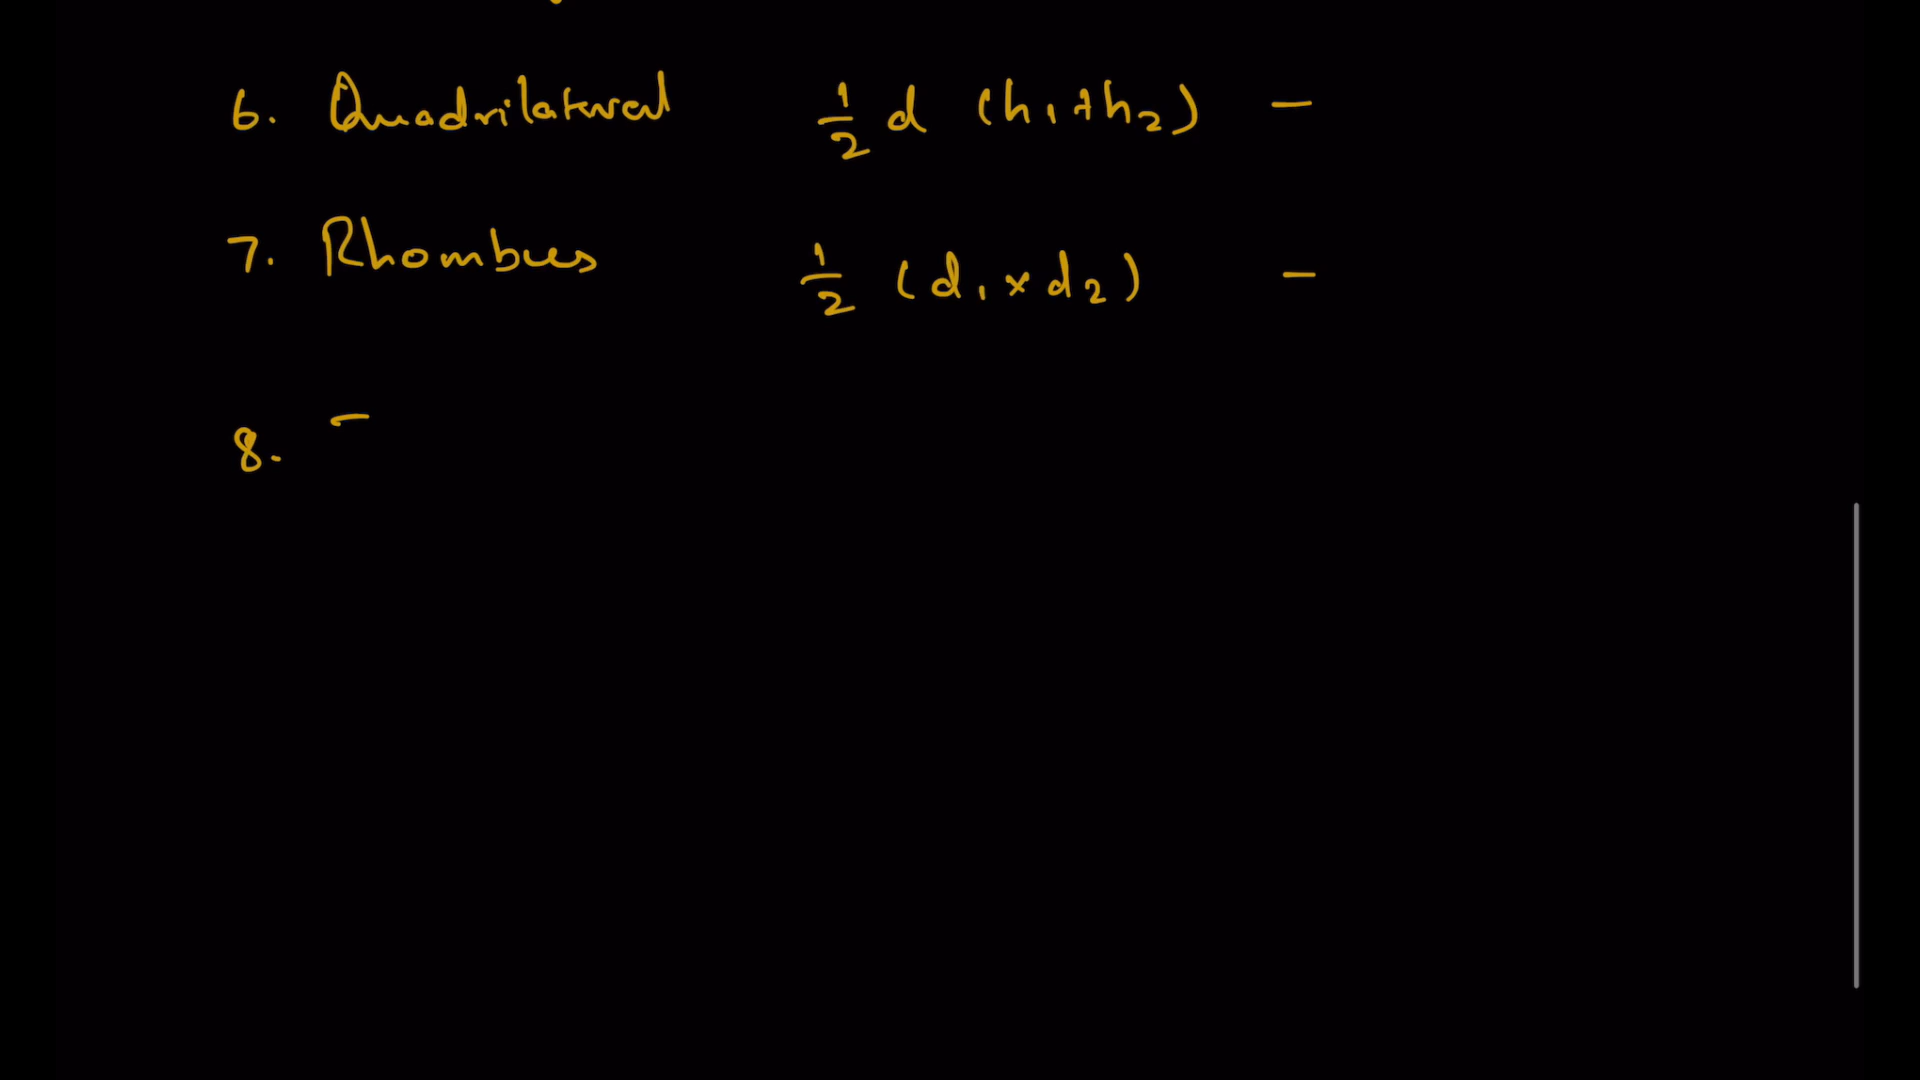 6. Quadrilateral 1/2 d (h₁+h₂) –
7. Rhombus 1/2 (d₁×d₂) –
8.